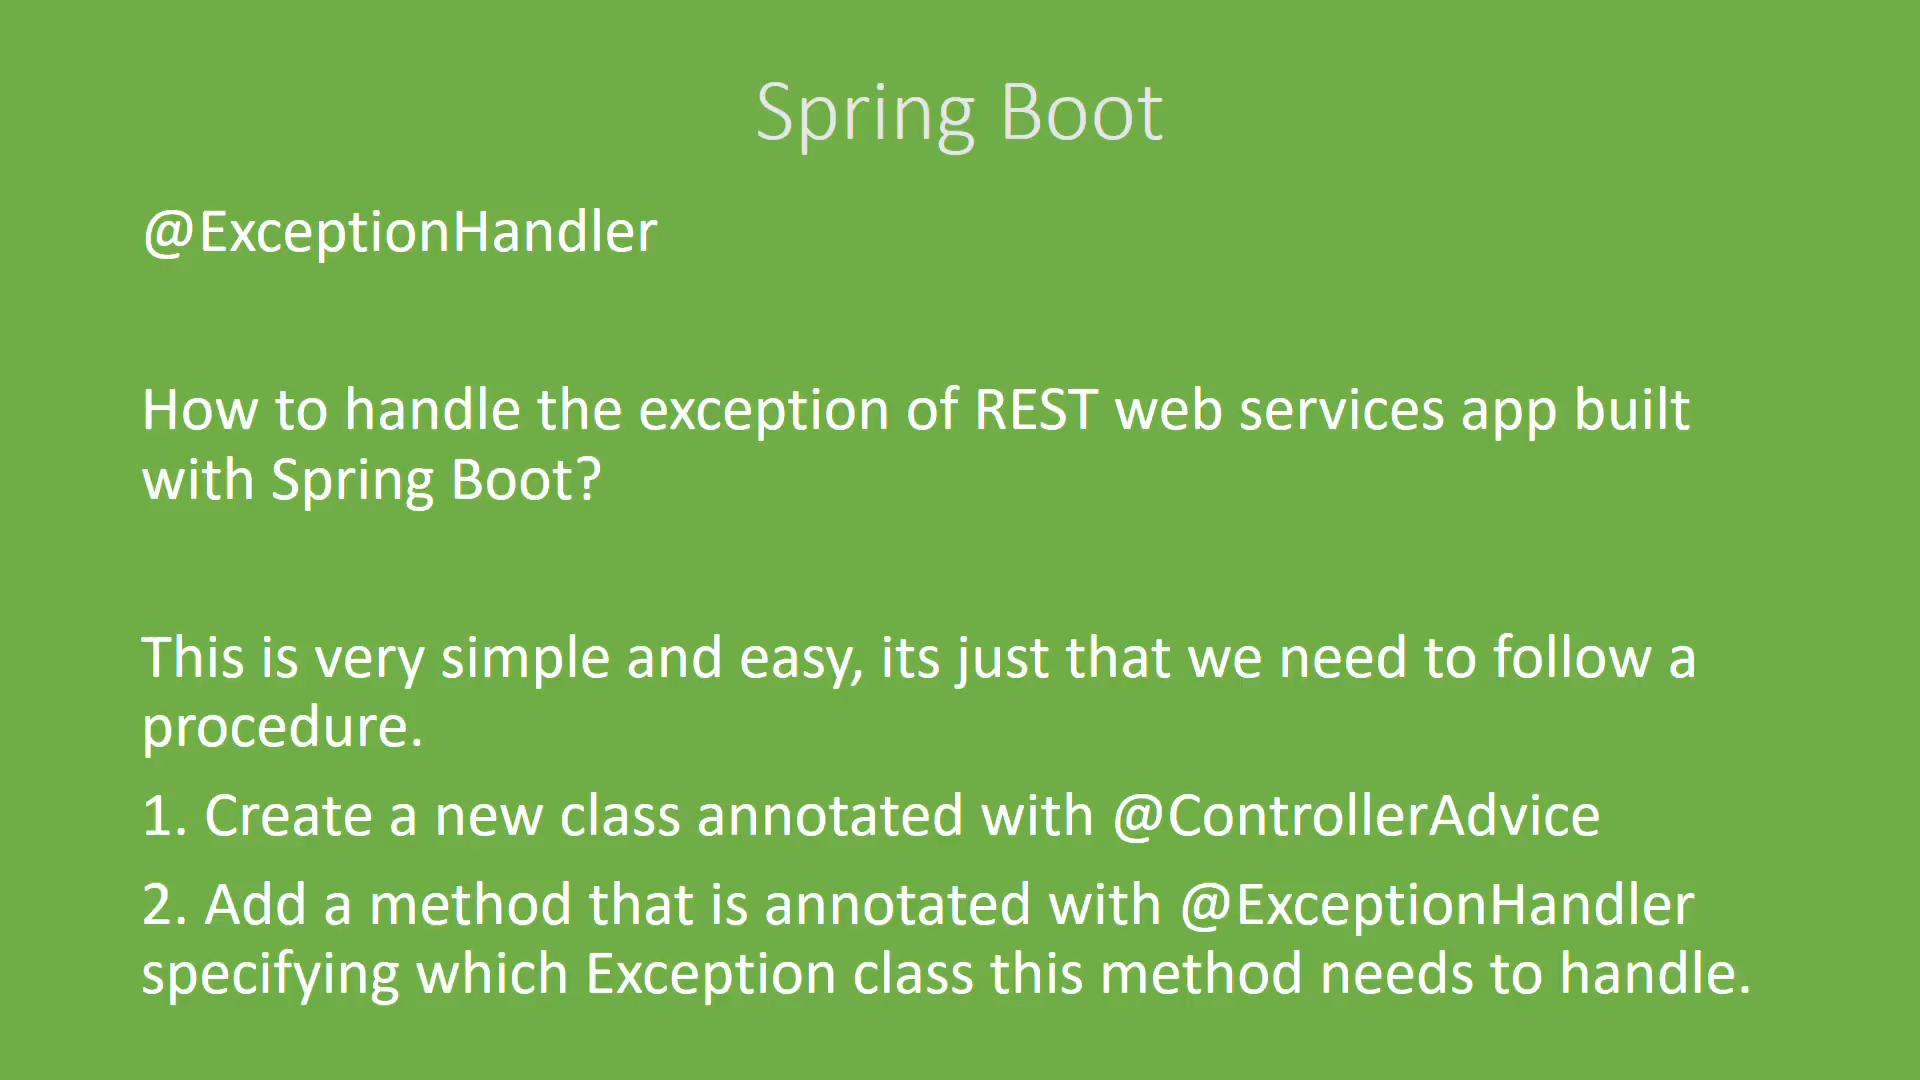 Spring Boot
@ExceptionHandler
How to handle the exception of REST web services app built
with Spring Boot?
This is very simple and easy, its just that we need to follow a
procedure.
1. Create a new class annotated with @ControllerAdvice
2. Add a method that is annotated with @ExceptionHandler
specifying which Exception class this method needs to handle.